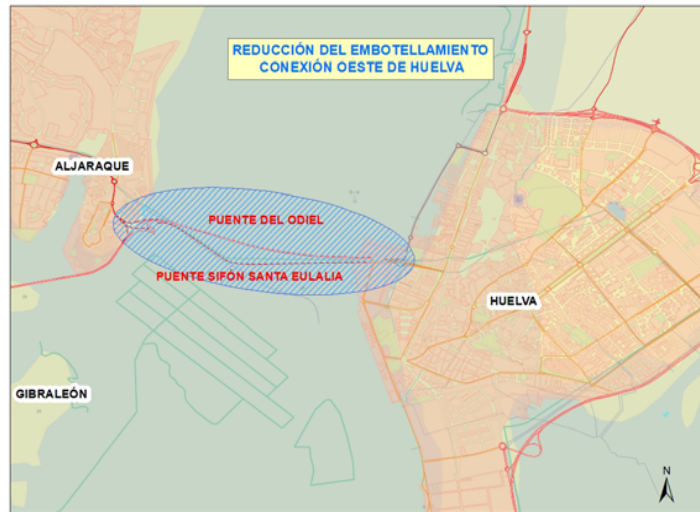 REDUCCIÓN DEL EMBOTELLAMIENTO
CONEXIÓN OESTE DE HUELVA
ALJARAQUE
PUENTE DEL ODIEL
PUENTE SIFÓN SANTA EULALIA
HUELVA
GIBRALEÓN
N